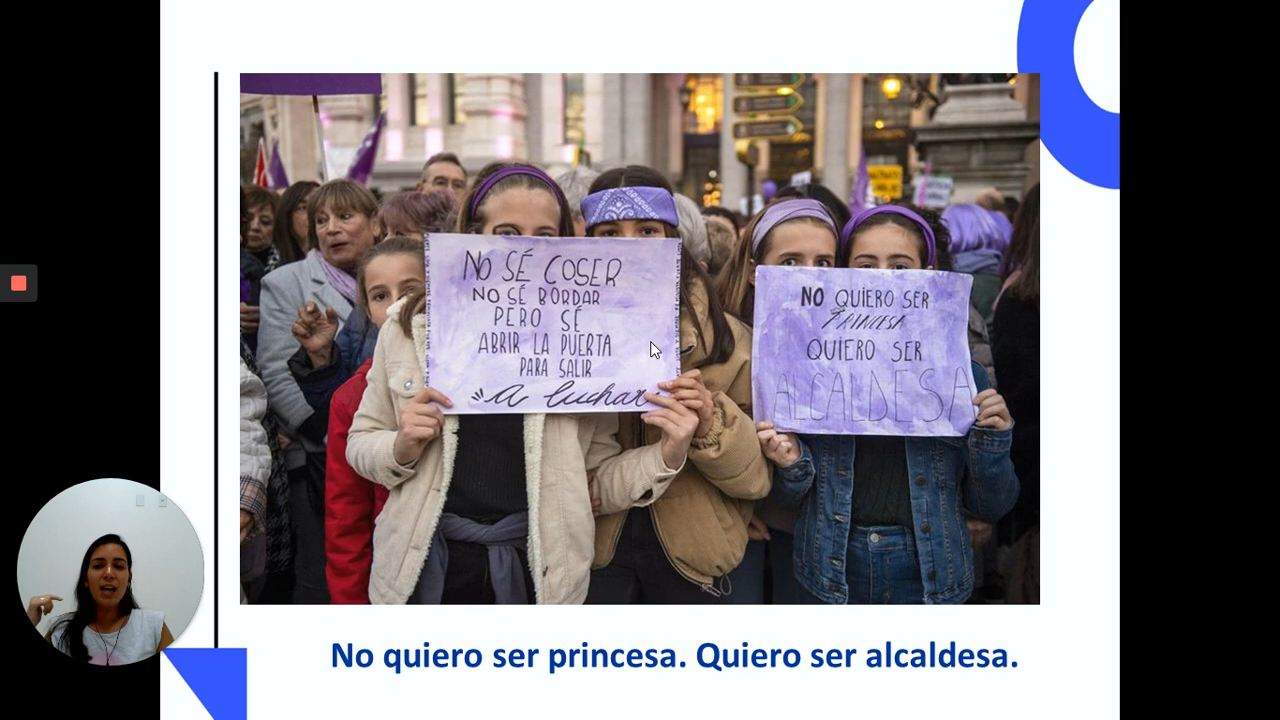 NO SÉ COSER
NO SÉ BORDAR
PERO SÉ
ABRIR LA PUERTA
PARA SALIR
"A luchar"
NO QUIERO SER
PRINCESA
QUIERO SER
ALCALDESA
No quiero ser princesa. Quiero ser alcaldesa.